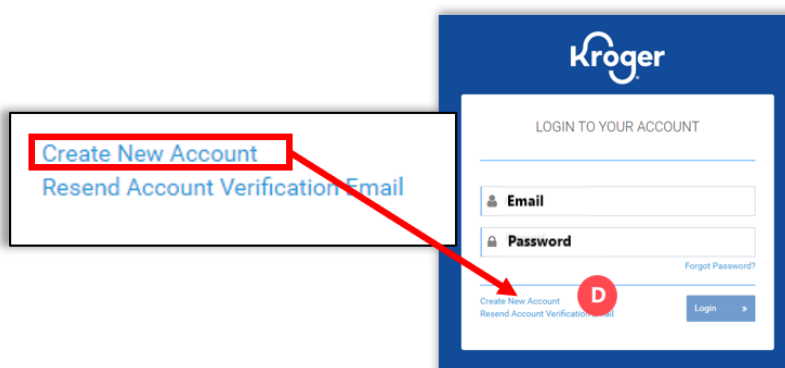 Kroger
LOGIN TO YOUR ACCOUNT
Create New Account
Resend Account Verification Email
Email
Password
Forgot Password?
Create New Account
D
Resend Account Verification Email
Login »